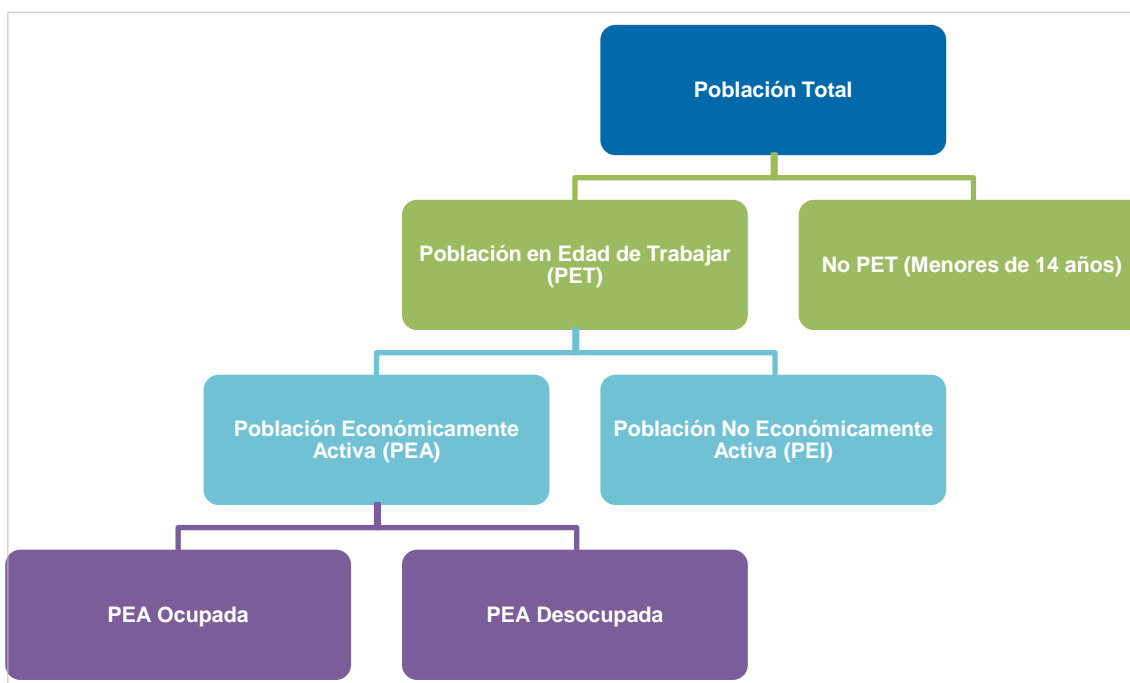 Población Total
Población en Edad de Trabajar
(PET)
No PET (Menores de 14 años)
Población Económicamente
Activa (PEA)
Población No Económicamente
Activa (PEI)
PEA Ocupada
PEA Desocupada